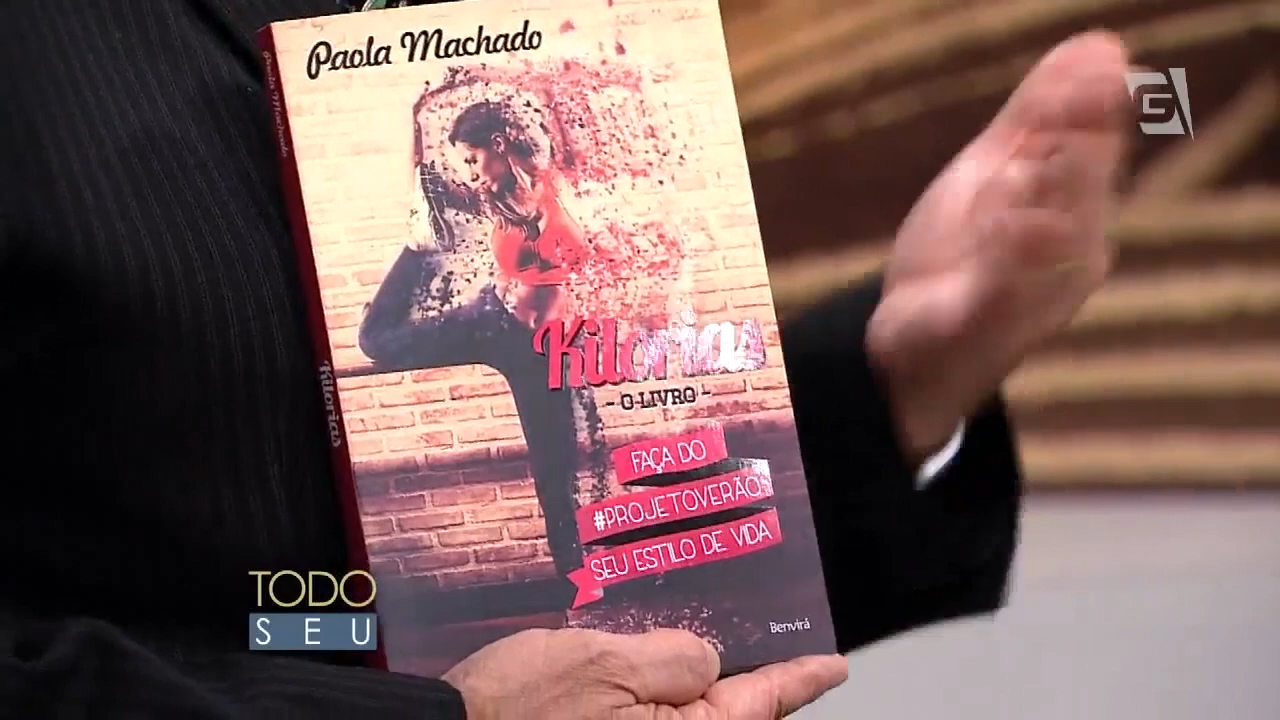 Paola Machado
Paola Machado
Kilorias
Kilorias
- O LIVRO -
FAÇA DO
#PROJETOVERÃO
SEU ESTILO DE VIDA
Benvirá
TODO
SEU
G